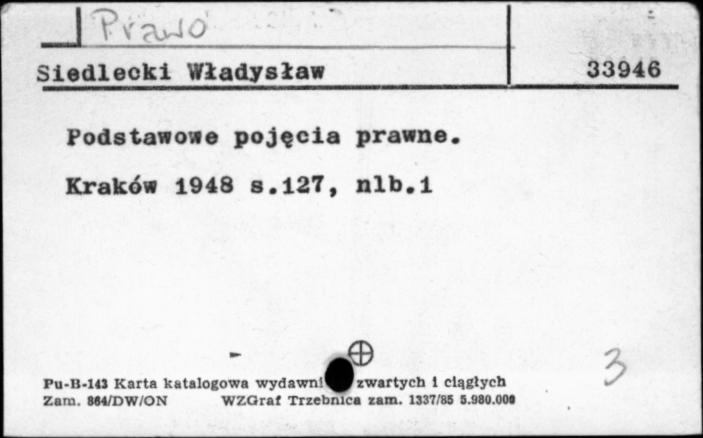 Prawo
Siedlecki Władysław 33946
Podstawowe pojęcia prawne.
Kraków 1948 s.127, nlb.1
3
Pu-B-143 Karta katalogowa wydawni zwartych i ciągłych
Zam. 864/DW/ON WZGraf Trzebnica zam. 1337/85 5.980.000